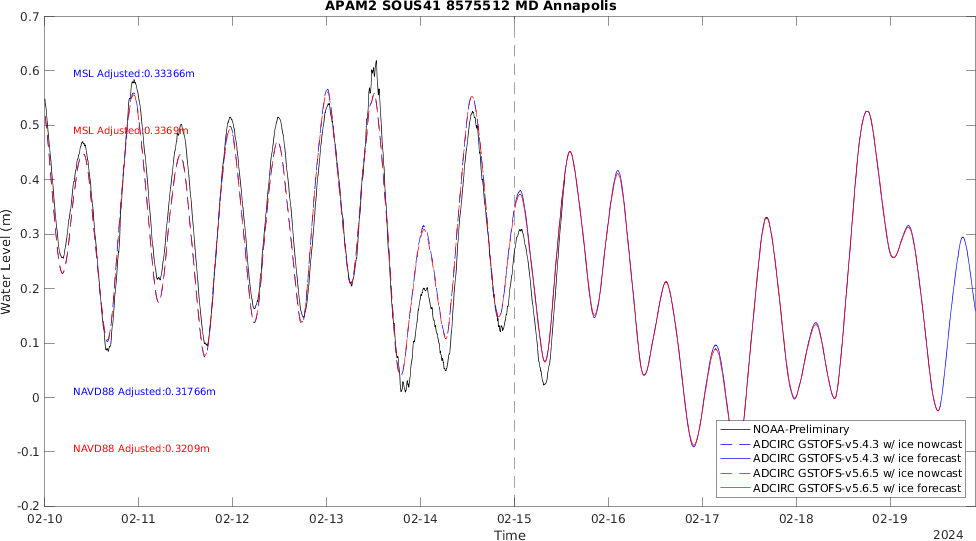 APAM2 SOUS41 8575512 MD Annapolis
0.7
0.6
0.5
0.4
0.3
0.2
0.1
0
-0.1
-0.2
Water Level (m)
MSL Adjusted:0.33366m
MSL Adjusted:0.3369m
NAVD88 Adjusted:0.31766m
NAVD88 Adjusted:0.3209m
NOAA-Preliminary
ADCIRC GSTOFS-v5.4.3 w/ ice nowcast
ADCIRC GSTOFS-v5.4.3 w/ ice forecast
ADCIRC GSTOFS-v5.6.5 w/ ice nowcast
ADCIRC GSTOFS-v5.6.5 w/ ice forecast
02-10 02-11 02-12 02-13 02-14 02-15 02-16 02-17 02-18 02-19
Time
2024